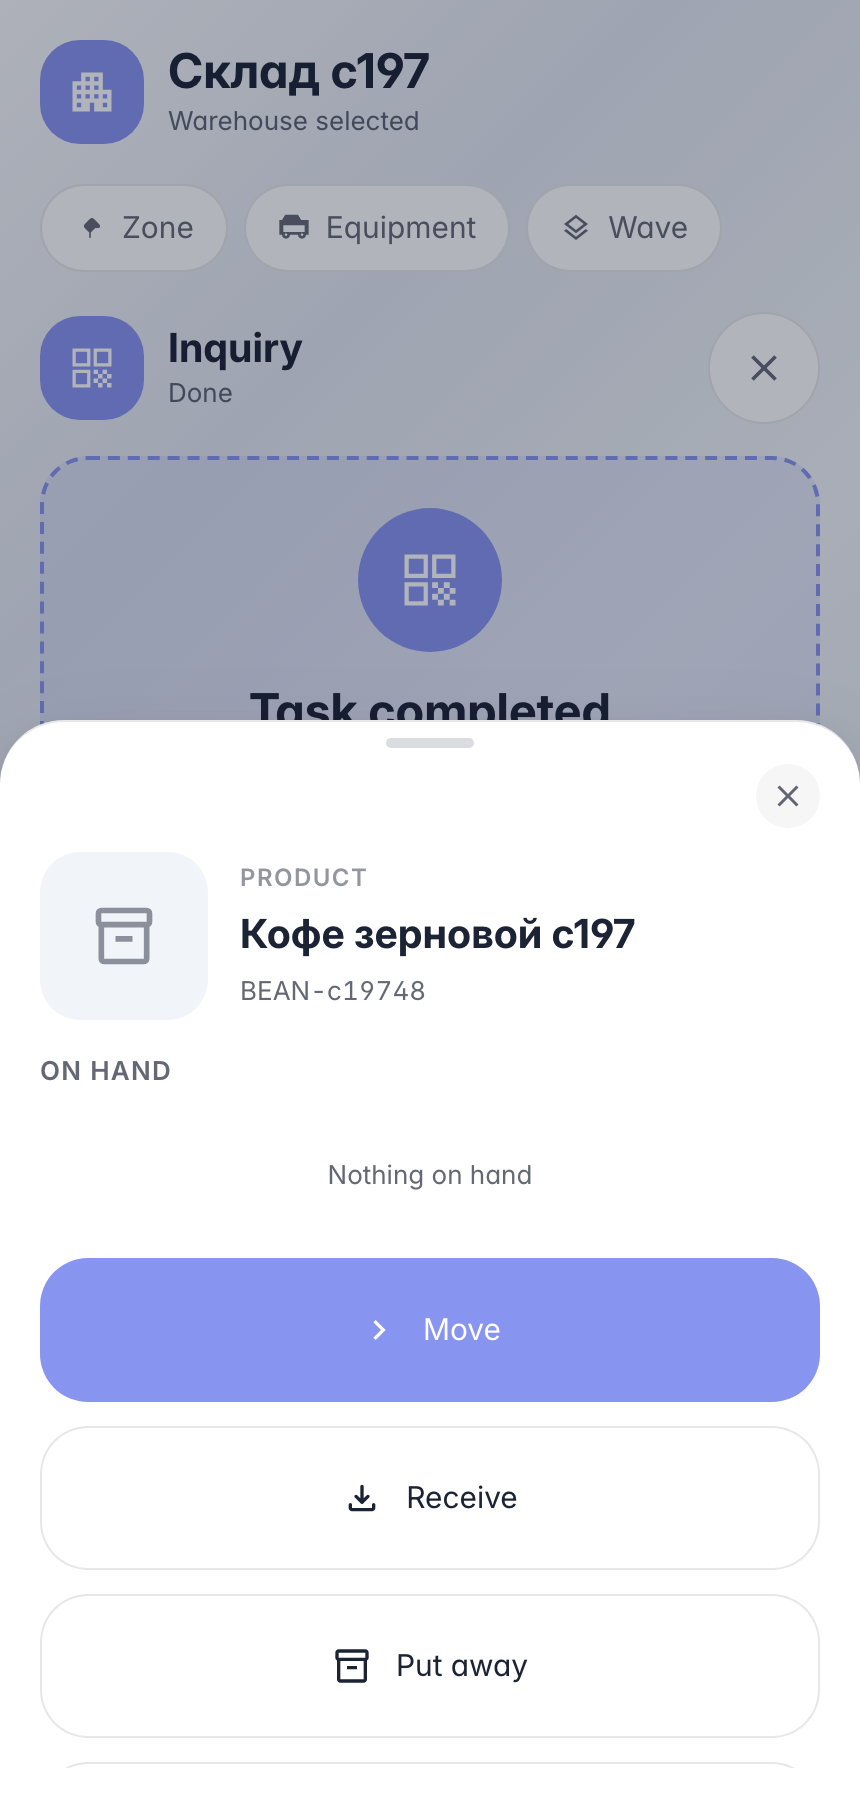 Склад c197
Warehouse selected
Zone
Equipment
Wave
Inquiry
Done
Task completed
PRODUCT
Кофе зерновой c197
BEAN-c19748
ON HAND
Nothing on hand
Move
Receive
Put away